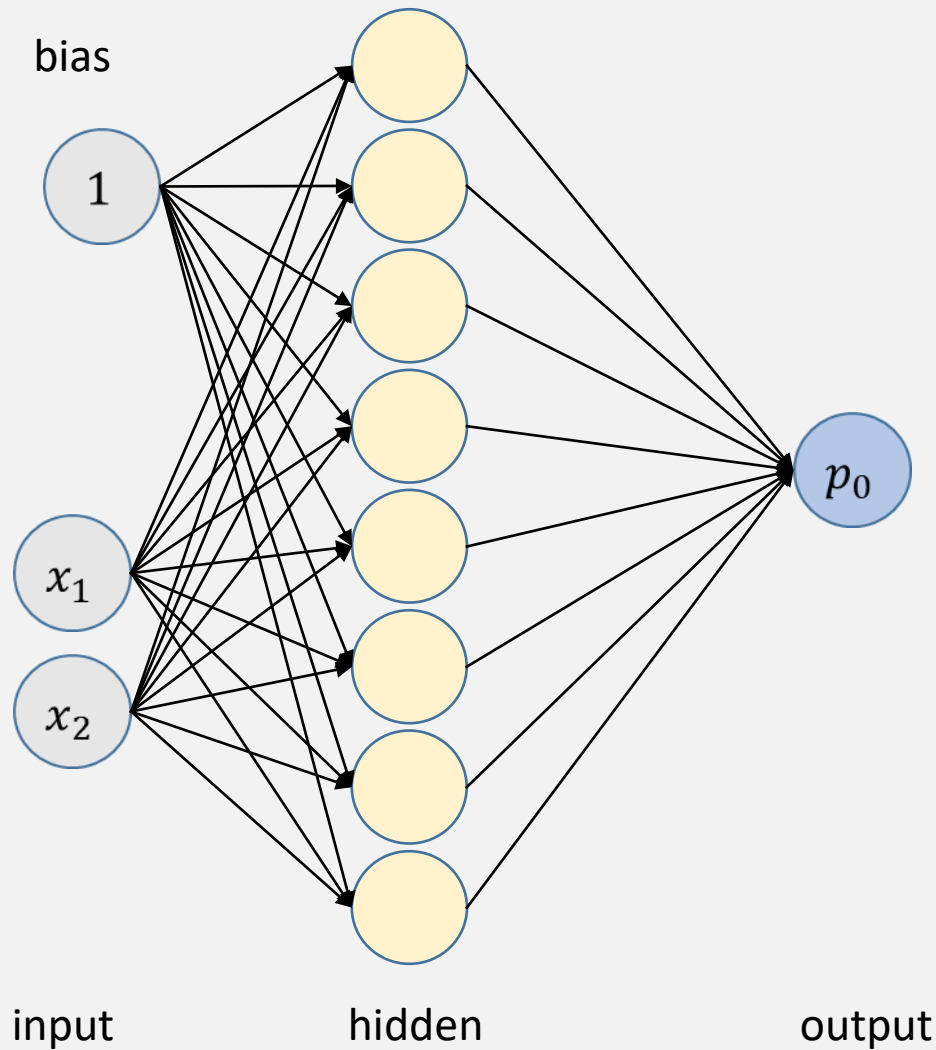 bias
1
x₁
x₂
p₀
input hidden output